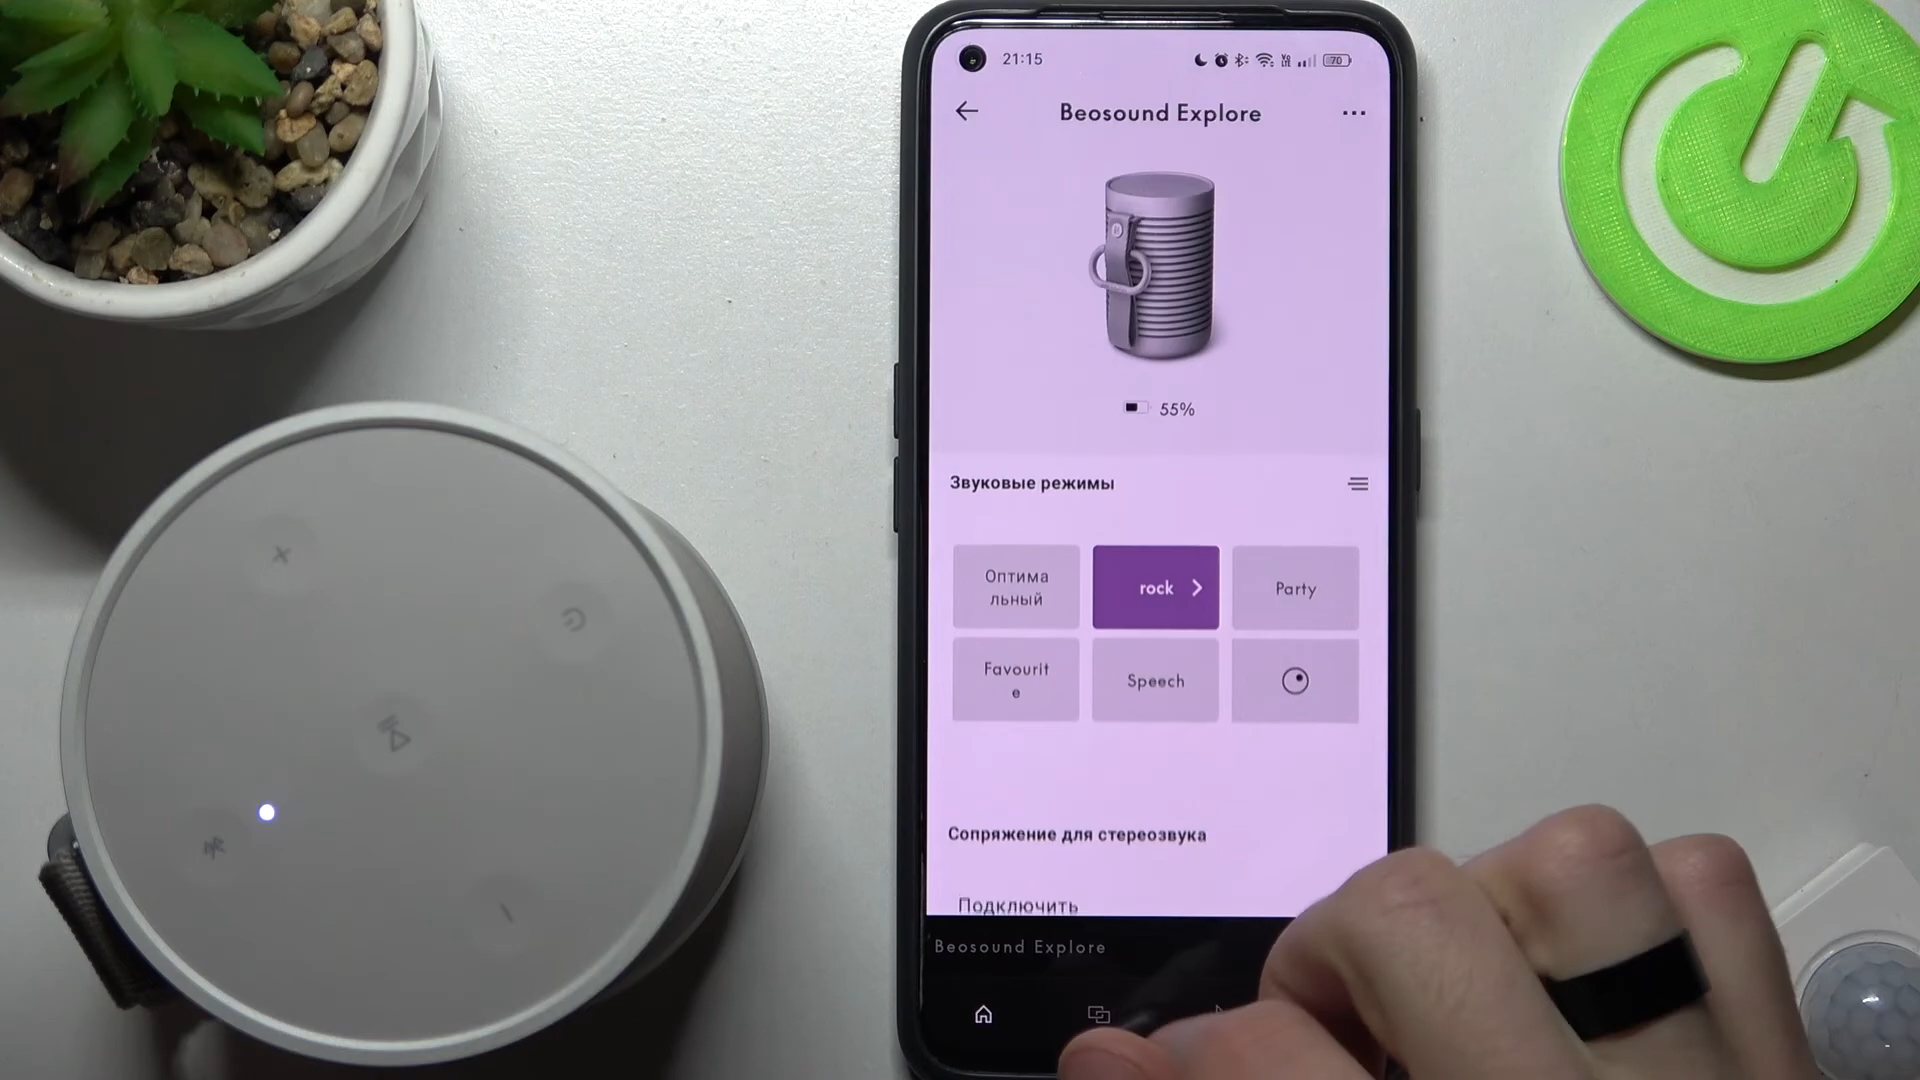 21:15
70
Beosound Explore
55%
Звуковые режимы
Оптима
льный
rock
Party
Favourit
e
Speech
Сопряжение для стереозвука
Подключить
Beosound Explore